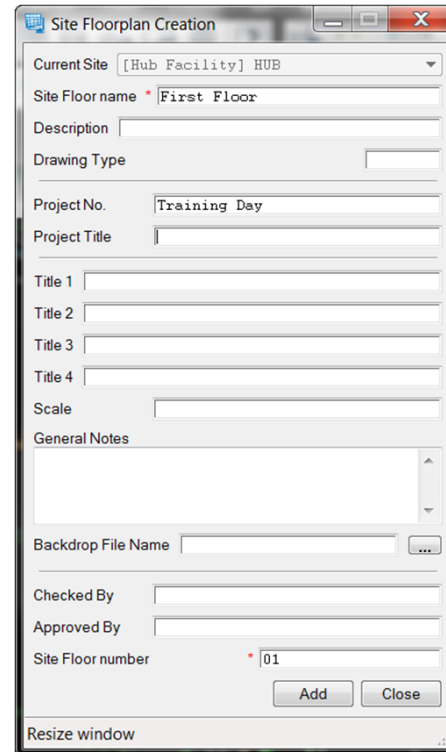 Site Floorplan Creation
Current Site [Hub Facility] HUB
Site Floor name * First Floor
Description
Drawing Type
Project No. Training Day
Project Title
Title 1
Title 2
Title 3
Title 4
Scale
General Notes
Backdrop File Name ...
Checked By
Approved By
Site Floor number * 01
Add Close
Resize window